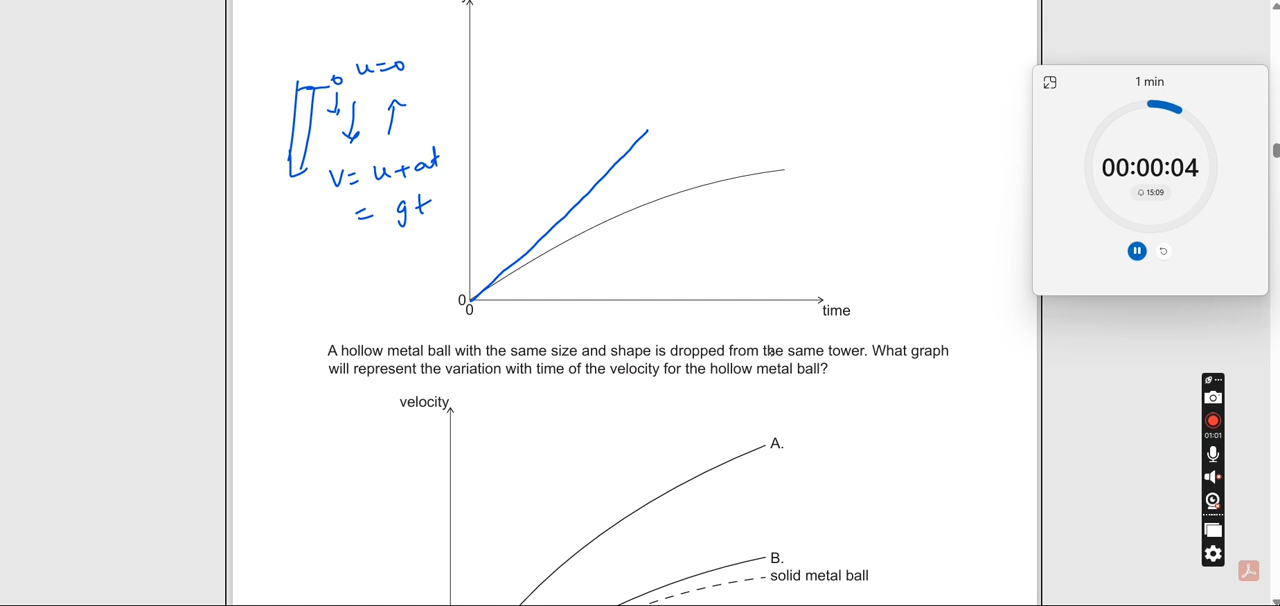 1 min
u=0
00:00:04
15:09
V= u+at
= gt
0
0
time
A hollow metal ball with the same size and shape is dropped from the same tower. What graph
will represent the variation with time of the velocity for the hollow metal ball?
velocity
01:01
A.
B.
solid metal ball